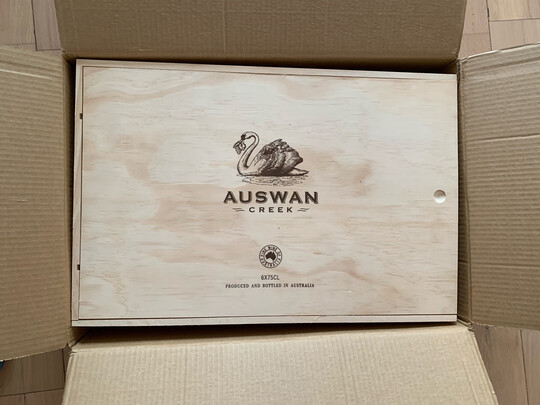 AUSWAN
CREEK
6X75CL
PRODUCED AND BOTTLED IN AUSTRALIA